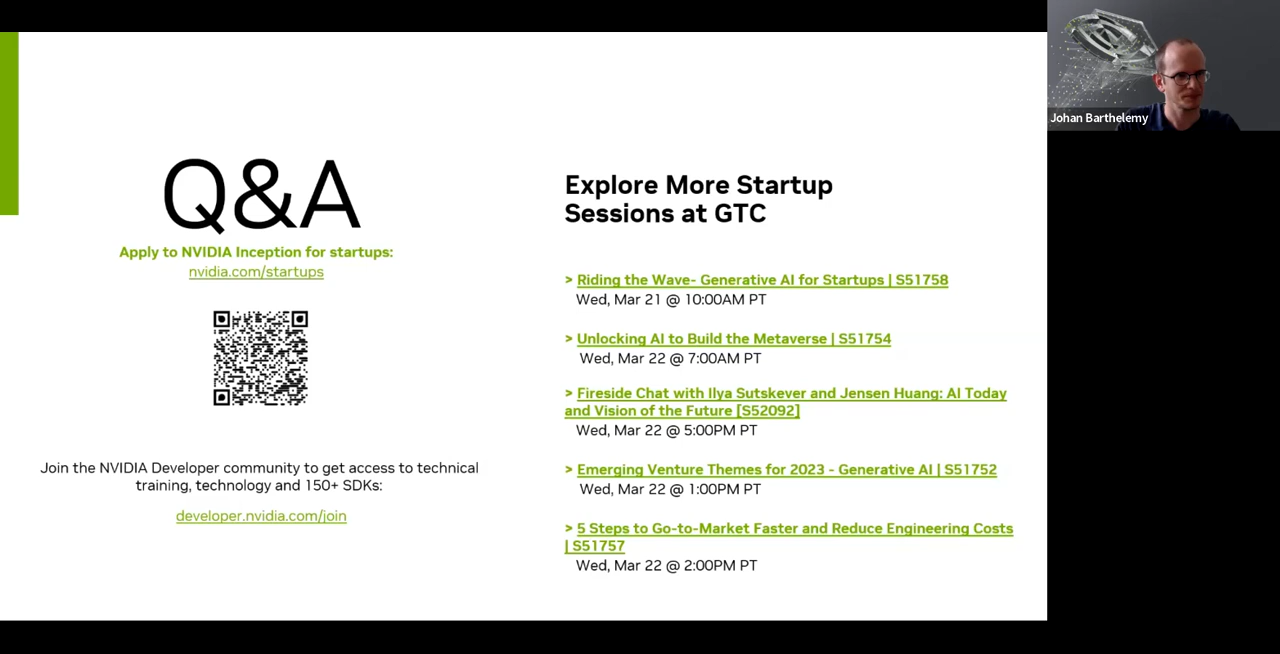 Q&A
Apply to NVIDIA Inception for startups:
nvidia.com/startups
Join the NVIDIA Developer community to get access to technical
training, technology and 150+ SDKs:
developer.nvidia.com/join
Explore More Startup
Sessions at GTC
> Riding the Wave- Generative AI for Startups | S51758
Wed, Mar 21 @ 10:00AM PT
> Unlocking AI to Build the Metaverse | S51754
Wed, Mar 22 @ 7:00AM PT
> Fireside Chat with Ilya Sutskever and Jensen Huang: AI Today
and Vision of the Future [S52092]
Wed, Mar 22 @ 5:00PM PT
> Emerging Venture Themes for 2023 - Generative AI | S51752
Wed, Mar 22 @ 1:00PM PT
> 5 Steps to Go-to-Market Faster and Reduce Engineering Costs
| S51757
Wed, Mar 22 @ 2:00PM PT
Johan Barthelemy